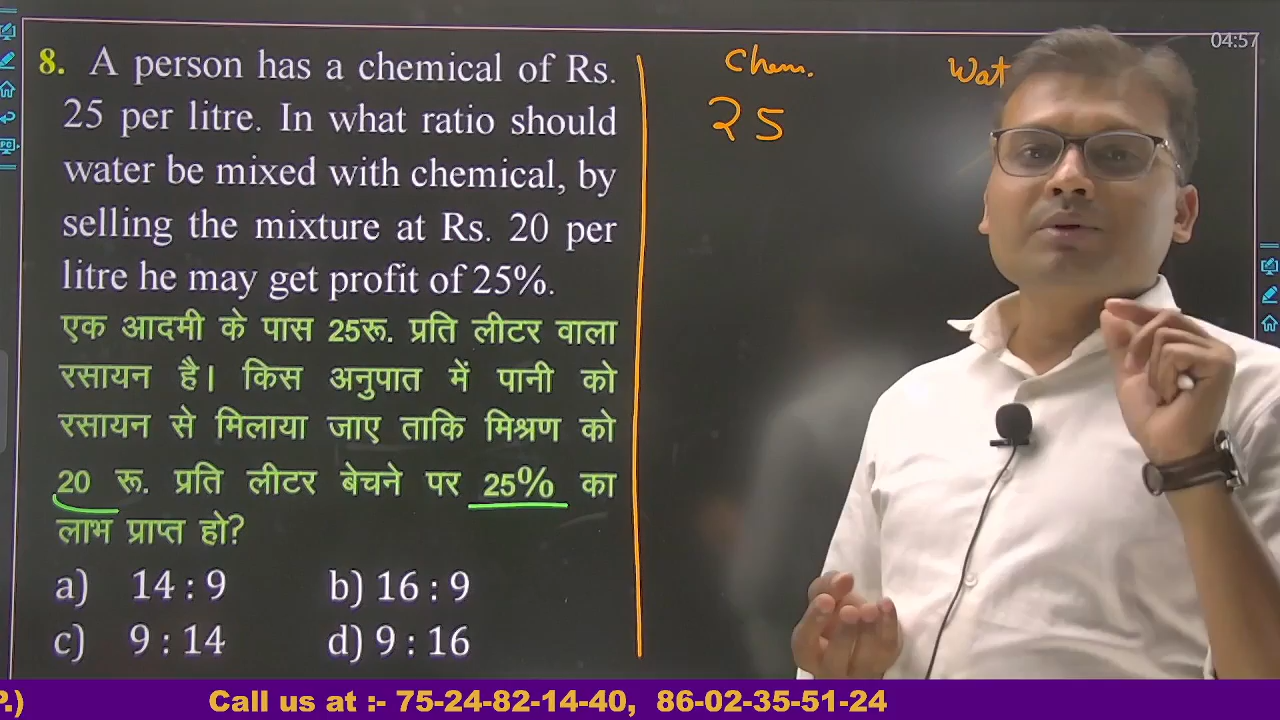 04:57
8. A person has a chemical of Rs.
25 per litre. In what ratio should
water be mixed with chemical, by
selling the mixture at Rs. 20 per
litre he may get profit of 25%.
एक आदमी के पास 25रू. प्रति लीटर वाला
रसायन है। किस अनुपात में पानी को
रसायन से मिलाया जाए ताकि मिश्रण को
20 रू. प्रति लीटर बेचने पर 25% का
लाभ प्राप्त हो?
a) 14 : 9 b) 16 : 9
c) 9 : 14 d) 9 : 16
Chem. Wat
25
P.) Call us at :- 75-24-82-14-40, 86-02-35-51-24